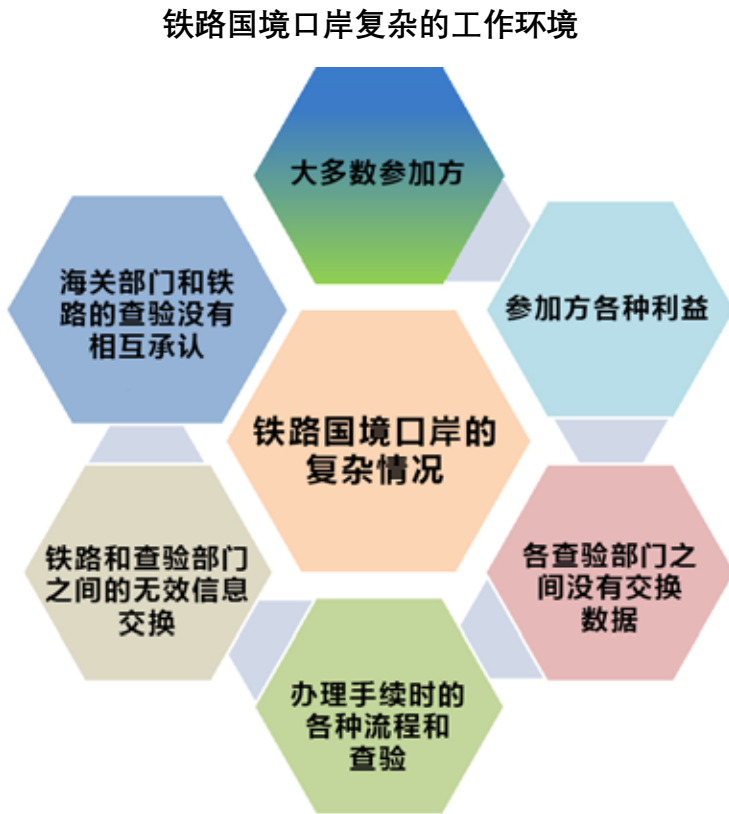 铁路国境口岸复杂的工作环境
大多数参加方
海关部门和铁
路的查验没有
相互承认
参加方各种利益
铁路国境口岸的
复杂情况
铁路和查验部门
之间的无效信息
交换
各查验部门之
间没有交换
数据
办理手续时的
各种流程和
查验